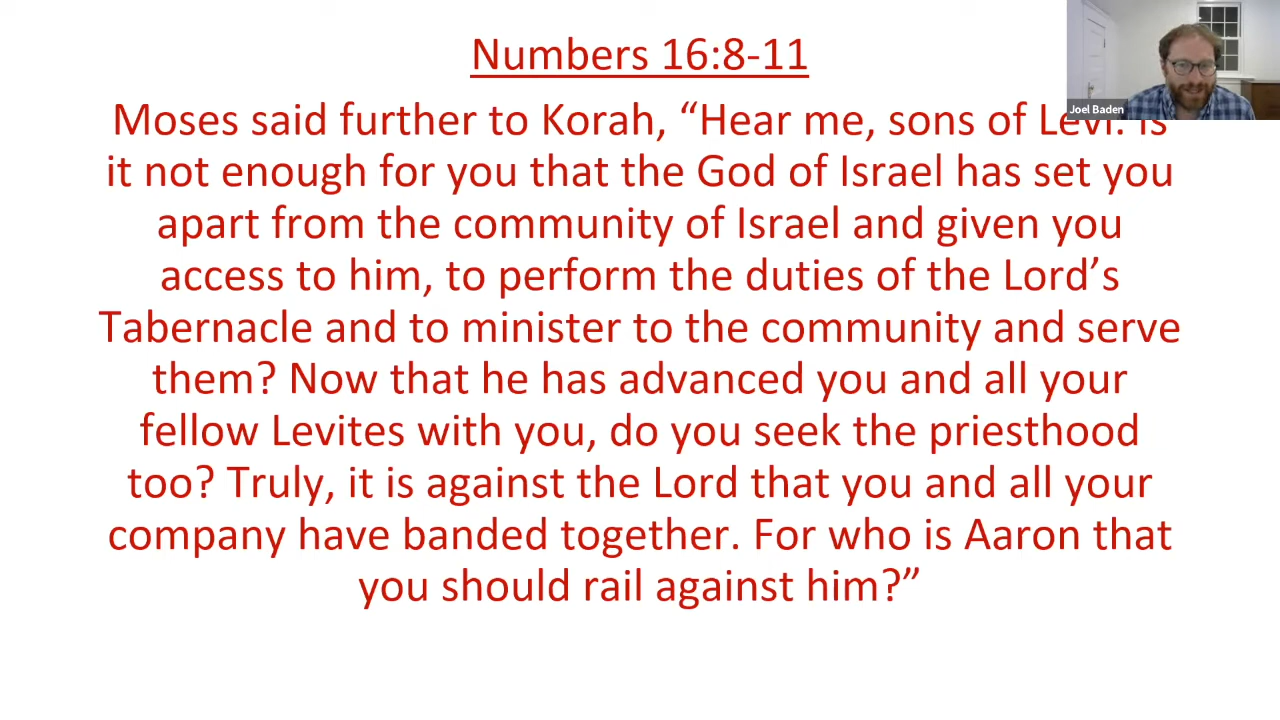 Numbers 16:8-11
Joel Baden
Moses said further to Korah, “Hear me, sons of Levi! Is
it not enough for you that the God of Israel has set you
apart from the community of Israel and given you
access to him, to perform the duties of the Lord’s
Tabernacle and to minister to the community and serve
them? Now that he has advanced you and all your
fellow Levites with you, do you seek the priesthood
too? Truly, it is against the Lord that you and all your
company have banded together. For who is Aaron that
you should rail against him?”